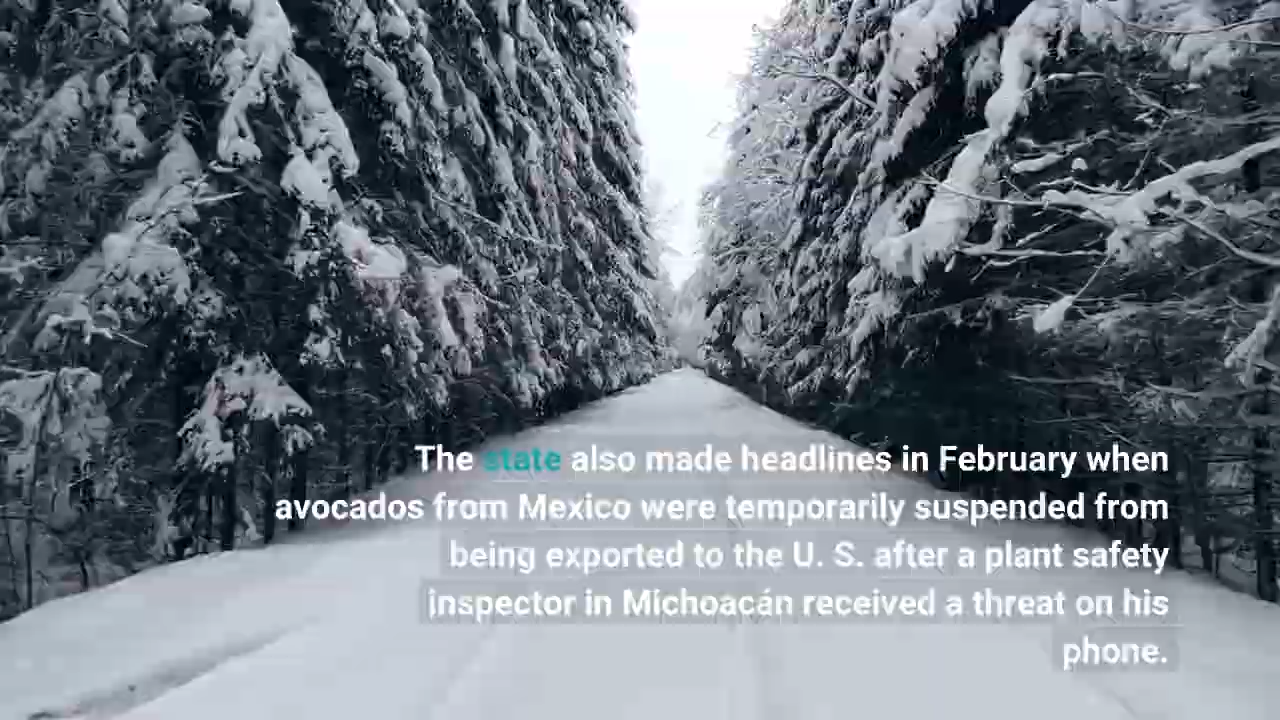 The state also made headlines in February when
avocados from Mexico were temporarily suspended from
being exported to the U. S. after a plant safety
inspector in Michoacán received a threat on his
phone.